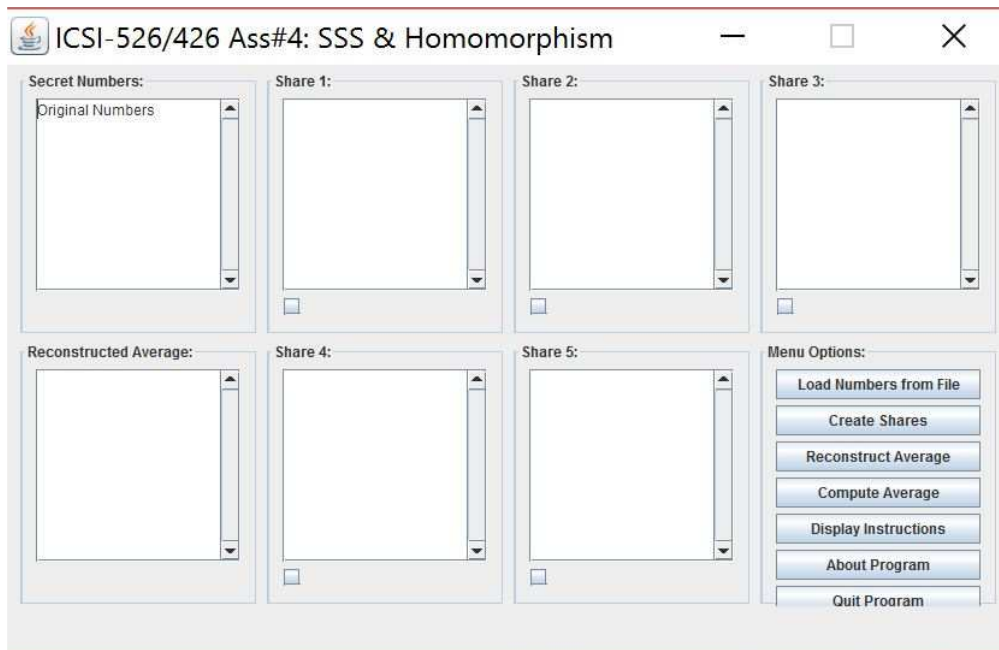 ICSI-526/426 Ass#4: SSS & Homomorphism
Secret Numbers:
Share 1:
Share 2:
Share 3:
Original Numbers
Reconstructed Average:
Share 4:
Share 5:
Menu Options:
Load Numbers from File
Create Shares
Reconstruct Average
Compute Average
Display Instructions
About Program
Quit Program